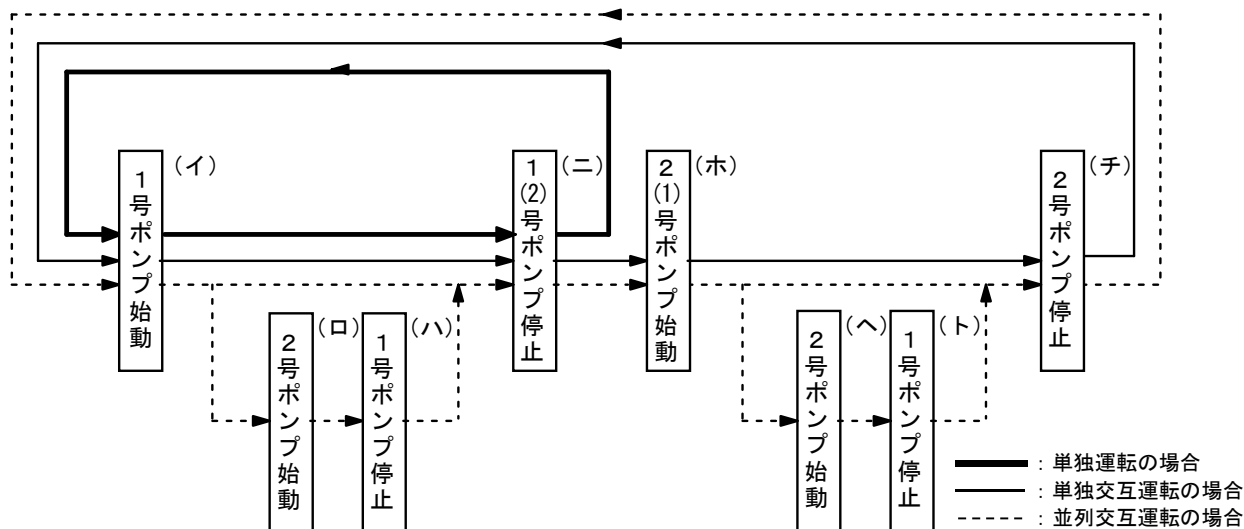 1号ポンプ始動
(イ)
1(2)号ポンプ停止
(ニ)
2(1)号ポンプ始動
(ホ)
2号ポンプ停止
(チ)
2号ポンプ始動
(ロ)
1号ポンプ停止
(ハ)
2号ポンプ始動
(ヘ)
1号ポンプ停止
(ト)
：単独運転の場合
：単独交互運転の場合
：並列交互運転の場合